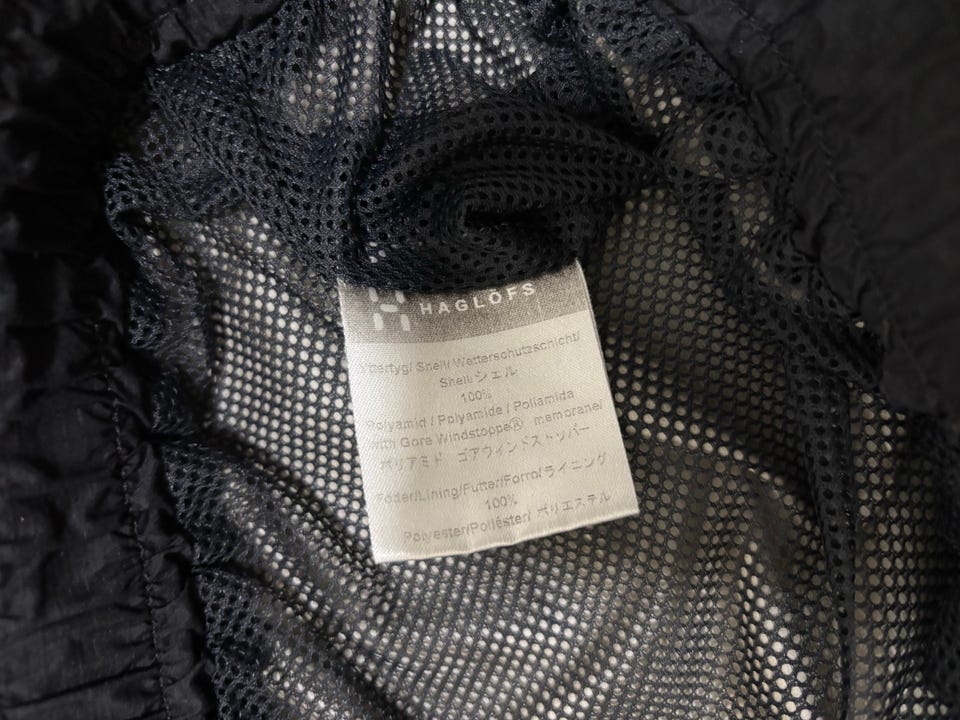 HAGLÖFS
Yttertyg/ Shell/ Wetterschutzschicht/
Shell/シェル
100%
Polyamid / Polyamide / Poliamida
with Gore Windstopper® membrane/
ポリアミド ゴアウィンドストッパー
Foder/Lining/Futter/Forro/ライニング
100%
Polyester/Poliéster/ ポリエステル